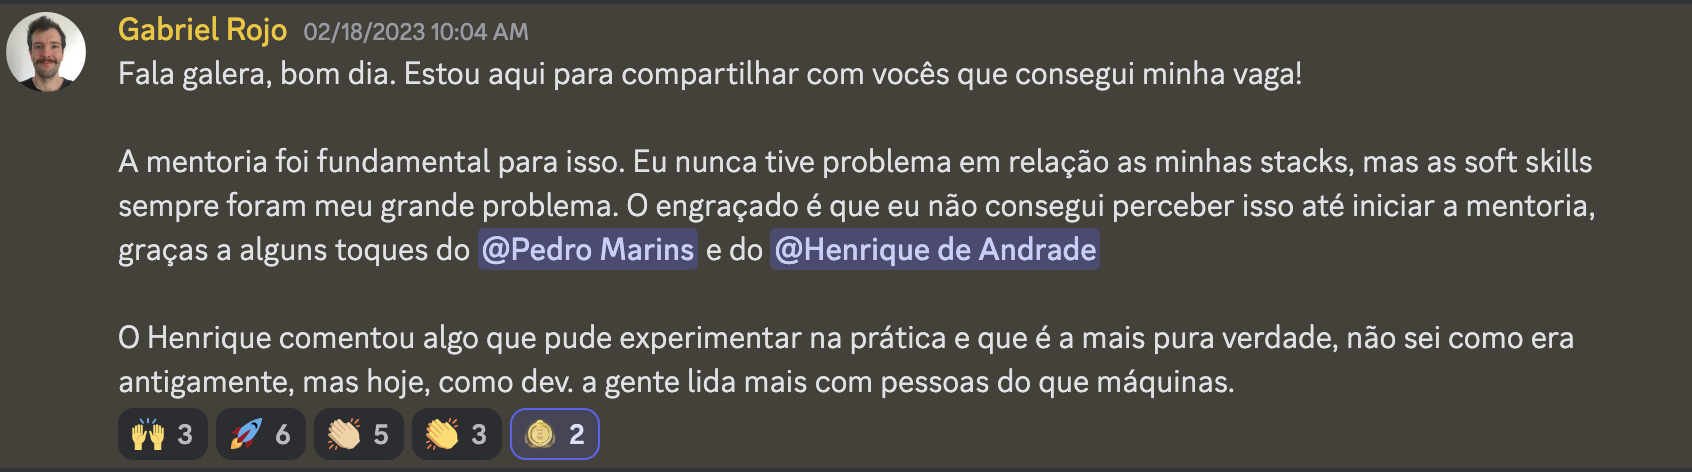 Gabriel Rojo 02/18/2023 10:04 AM
Fala galera, bom dia. Estou aqui para compartilhar com vocês que consegui minha vaga!
A mentoria foi fundamental para isso. Eu nunca tive problema em relação as minhas stacks, mas as soft skills
sempre foram meu grande problema. O engraçado é que eu não consegui perceber isso até iniciar a mentoria,
graças a alguns toques do @Pedro Marins e do @Henrique de Andrade
O Henrique comentou algo que pude experimentar na prática e que é a mais pura verdade, não sei como era
antigamente, mas hoje, como dev. a gente lida mais com pessoas do que máquinas.
3 6 5 3 2